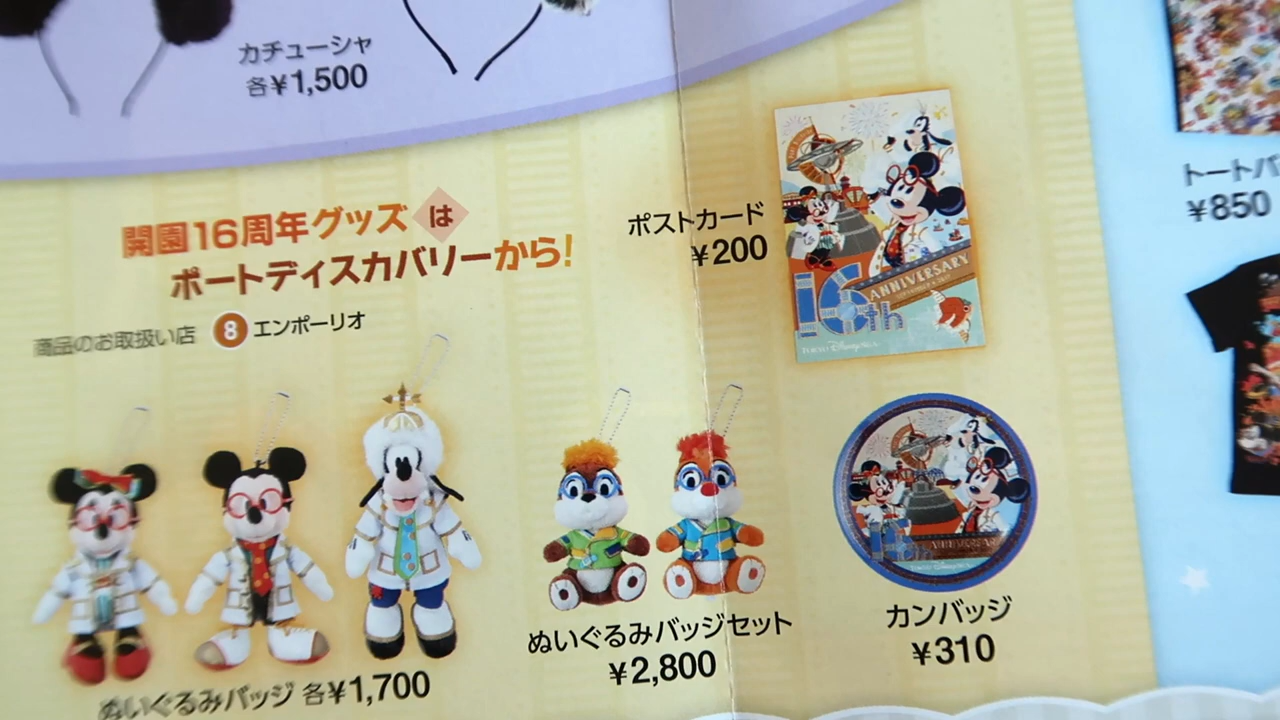 カチューシャ
各¥1,500
開園16周年グッズは
ポートディスカバリーから!
商品のお取扱い店 8 エンポーリオ
ポストカード
¥200
16th
ANNIVERSARY
ぬいぐるみバッジ 各¥1,700
ぬいぐるみバッジセット
¥2,800
カンバッジ
¥310
トートバ
¥850